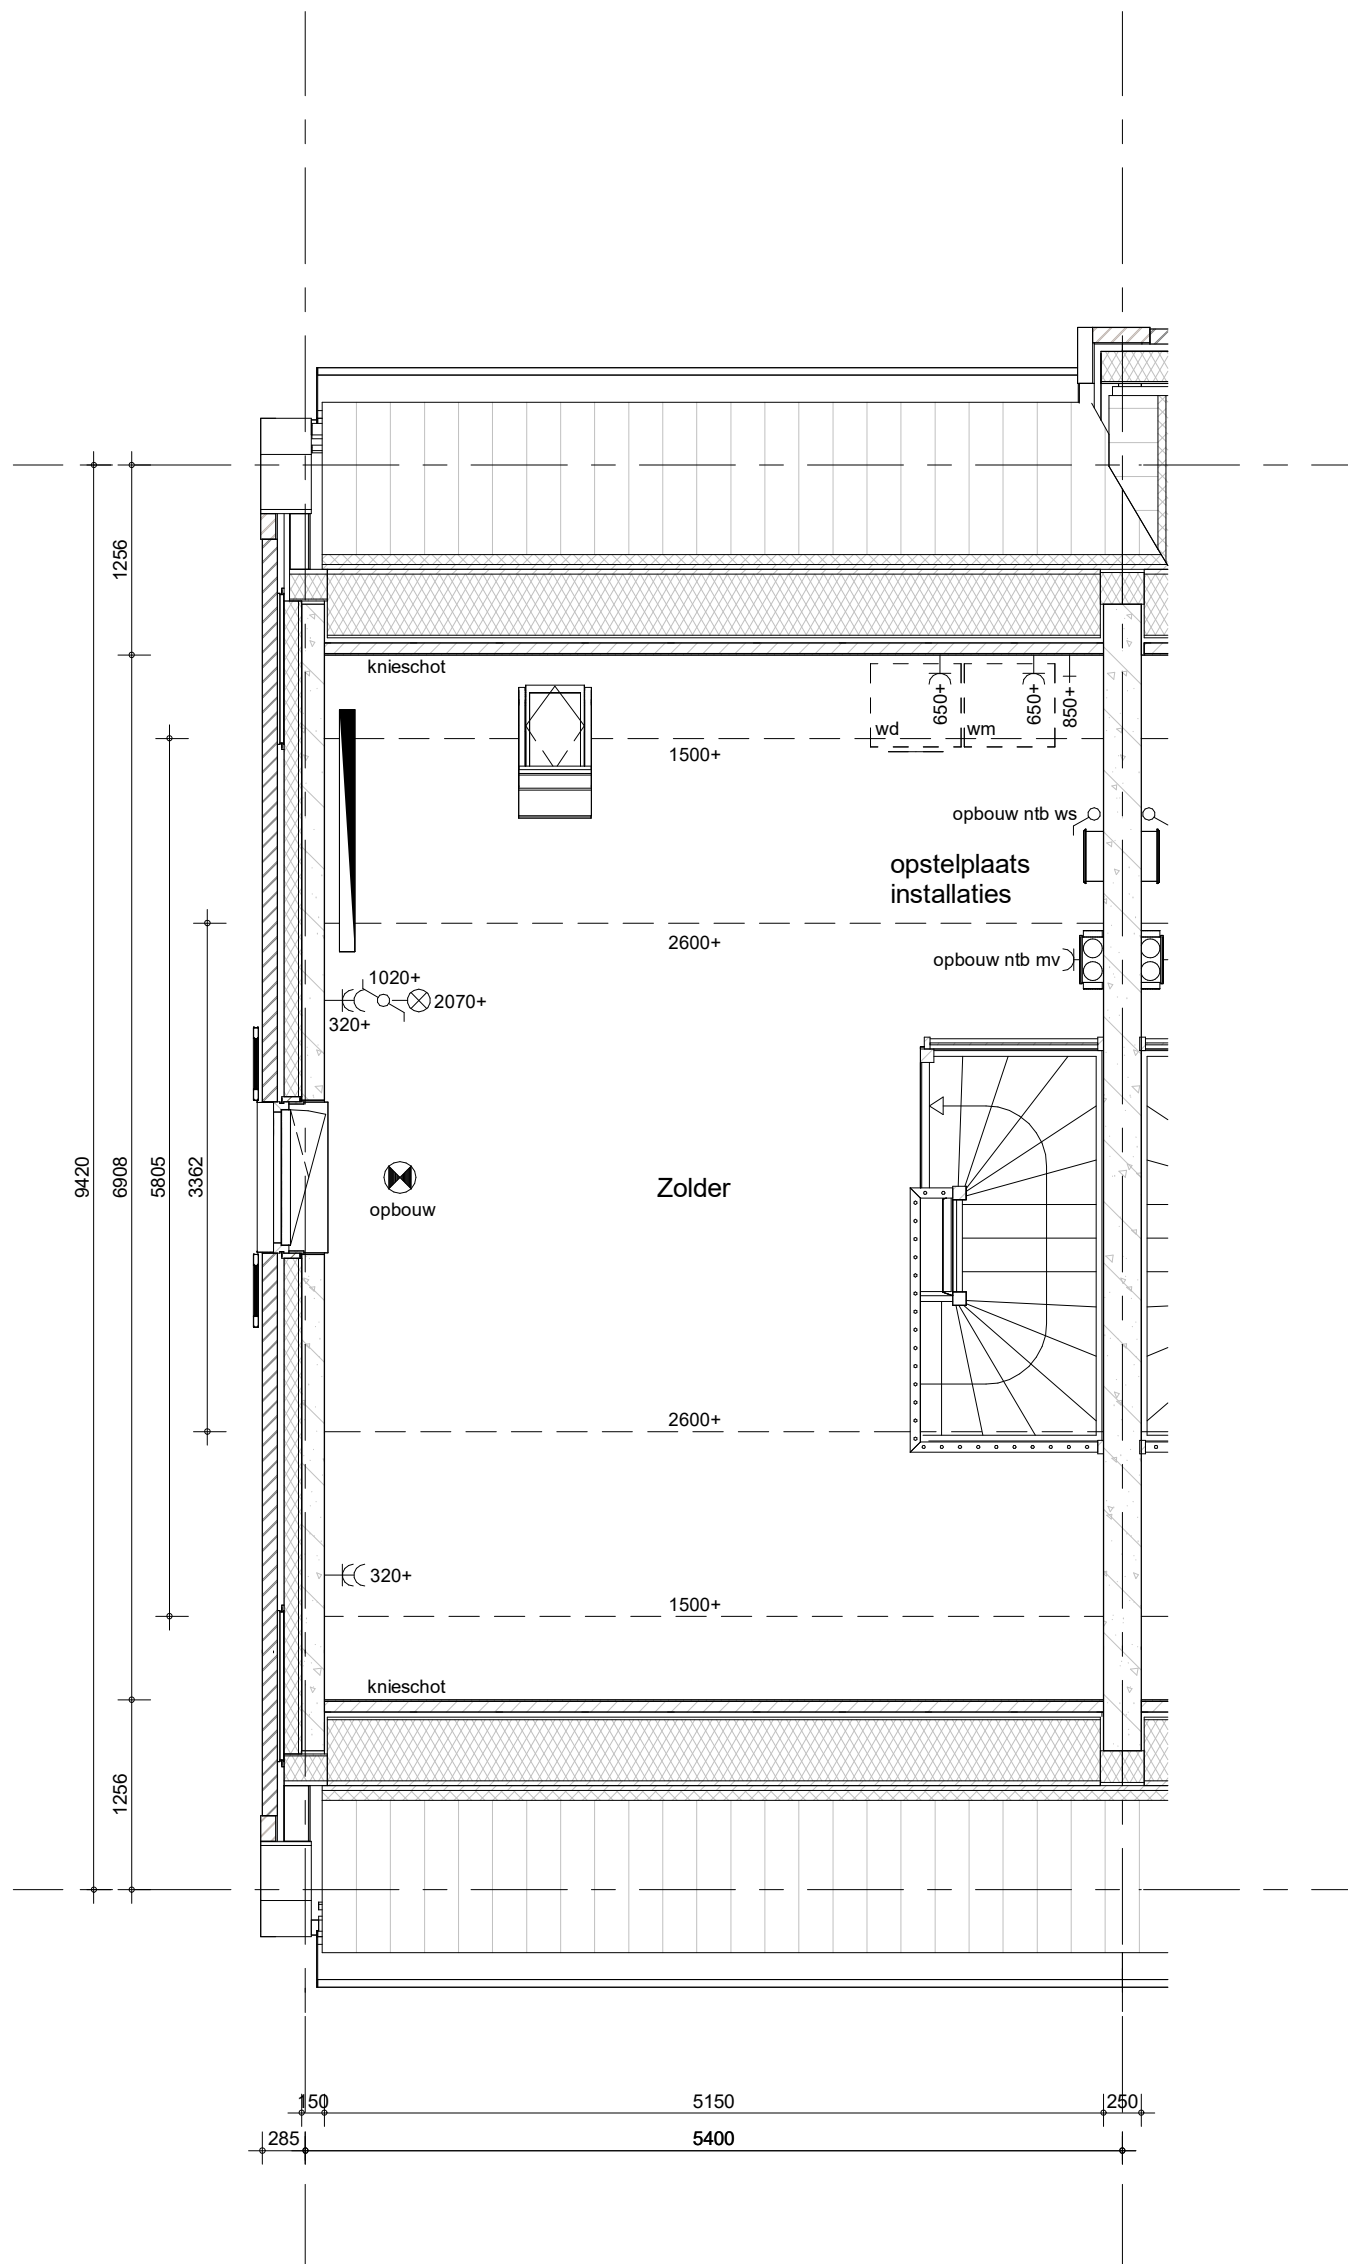 1256
knieschot
650+
650+
850+
wd
wm
1500+
opbouw ntb ws
opstelplaats
installaties
2600+
opbouw ntb mv
1020+
2070+
320+
9420
6908
5805
3362
Zolder
opbouw
2600+
320+
1500+
knieschot
1256
150
5150
250
285
5400